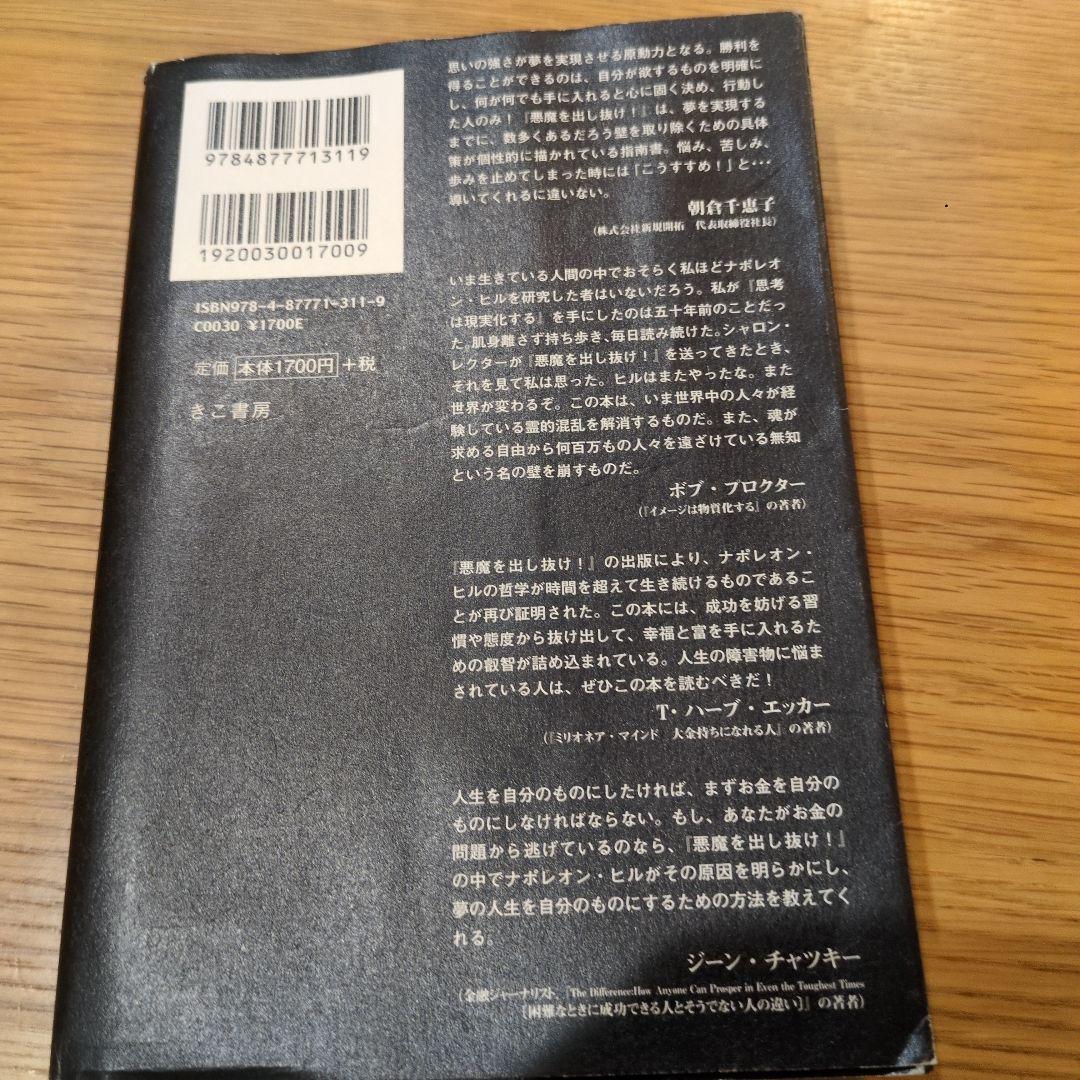 9784877713119
1920030017009
ISBN978-4-87771-311-9
C0030 ¥1700E
定価 本体1700円 +税
きこ書房
思いの強さが夢を実現させる原動力となる。勝利を
得ることができるのは、自分が欲するものを明確に
し、何が何でも手に入れると心に固く決め、行動し
た人のみ！『悪魔を出し抜け！』は、夢を実現する
までに、数多くあるだろう壁を取り除くための具体
策が個性的に描かれている指南書。悩み、苦しみ、
歩みを止めてしまった時には「こうすすめ！」と・・・
導いてくれるに違いない。
朝倉千恵子
（株式会社新規開拓　代表取締役社長）
いま生きている人間の中でおそらく私ほどナポレオ
ン・ヒルを研究した者はいないだろう。私が『思考
は現実化する』を手にしたのは五十年前のことだっ
た。肌身離さず持ち歩き、毎日読み続けた。シャロン・
レクターが『悪魔を出し抜け！』を送ってきたとき、
それを見て私は思った。ヒルはまたやったな。また
世界が変わるぞ。この本は、いま世界中の人々が経
験している霊的混乱を解消するものだ。また、魂が
求める自由から何百万もの人々を遠ざけている無知
という名の壁を崩すものだ。
ボブ・プロクター
（『イメージは物質化する』の著者）
『悪魔を出し抜け！』の出版により、ナポレオン・
ヒルの哲学が時間を超えて生き続けるものであるこ
とが再び証明された。この本には、成功を妨げる習
慣や態度から抜け出して、幸福と富を手に入れるた
めの叡智が詰め込まれている。人生の障害物に悩ま
されている人は、ぜひこの本を読むべきだ！
T・ハーブ・エッカー
（『ミリオネア・マインド　大金持ちになれる人』の著者）
人生を自分のものにしたければ、まずお金を自分の
ものにしなければならない。もし、あなたがお金の
問題から逃げているのなら、『悪魔を出し抜け！』
の中でナポレオン・ヒルがその原因を明らかにし、
夢の人生を自分のものにするための方法を教えてく
れる。
ジーン・チャツキー
（金融ジャーナリスト、『The Difference:How Anyone Can Prosper in Even the Toughest Times
［困難なときに成功できる人とそうでない人の違い］』の著者）